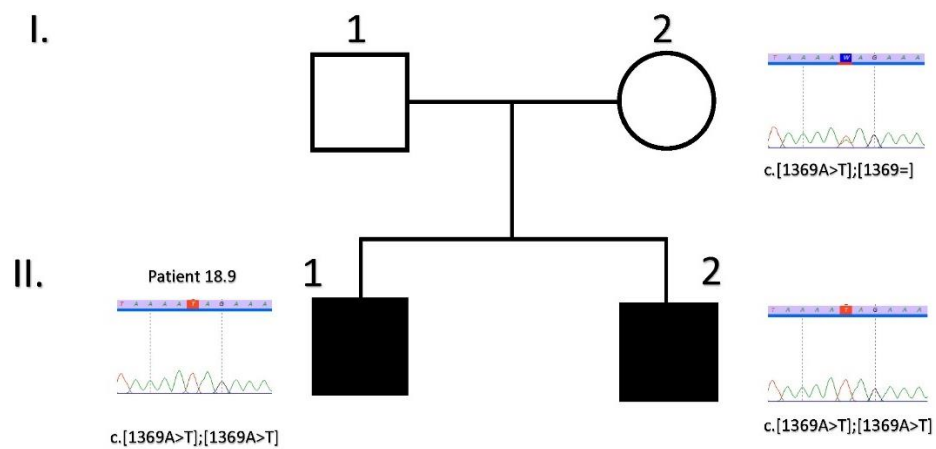 I.
1
2
T A A A A W A G A A A
c.[1369A>T];[1369=]
II.
Patient 18.9
1
2
T A A A A T A G A A A
T A A A A T A G A A A
c.[1369A>T];[1369A>T]
c.[1369A>T];[1369A>T]